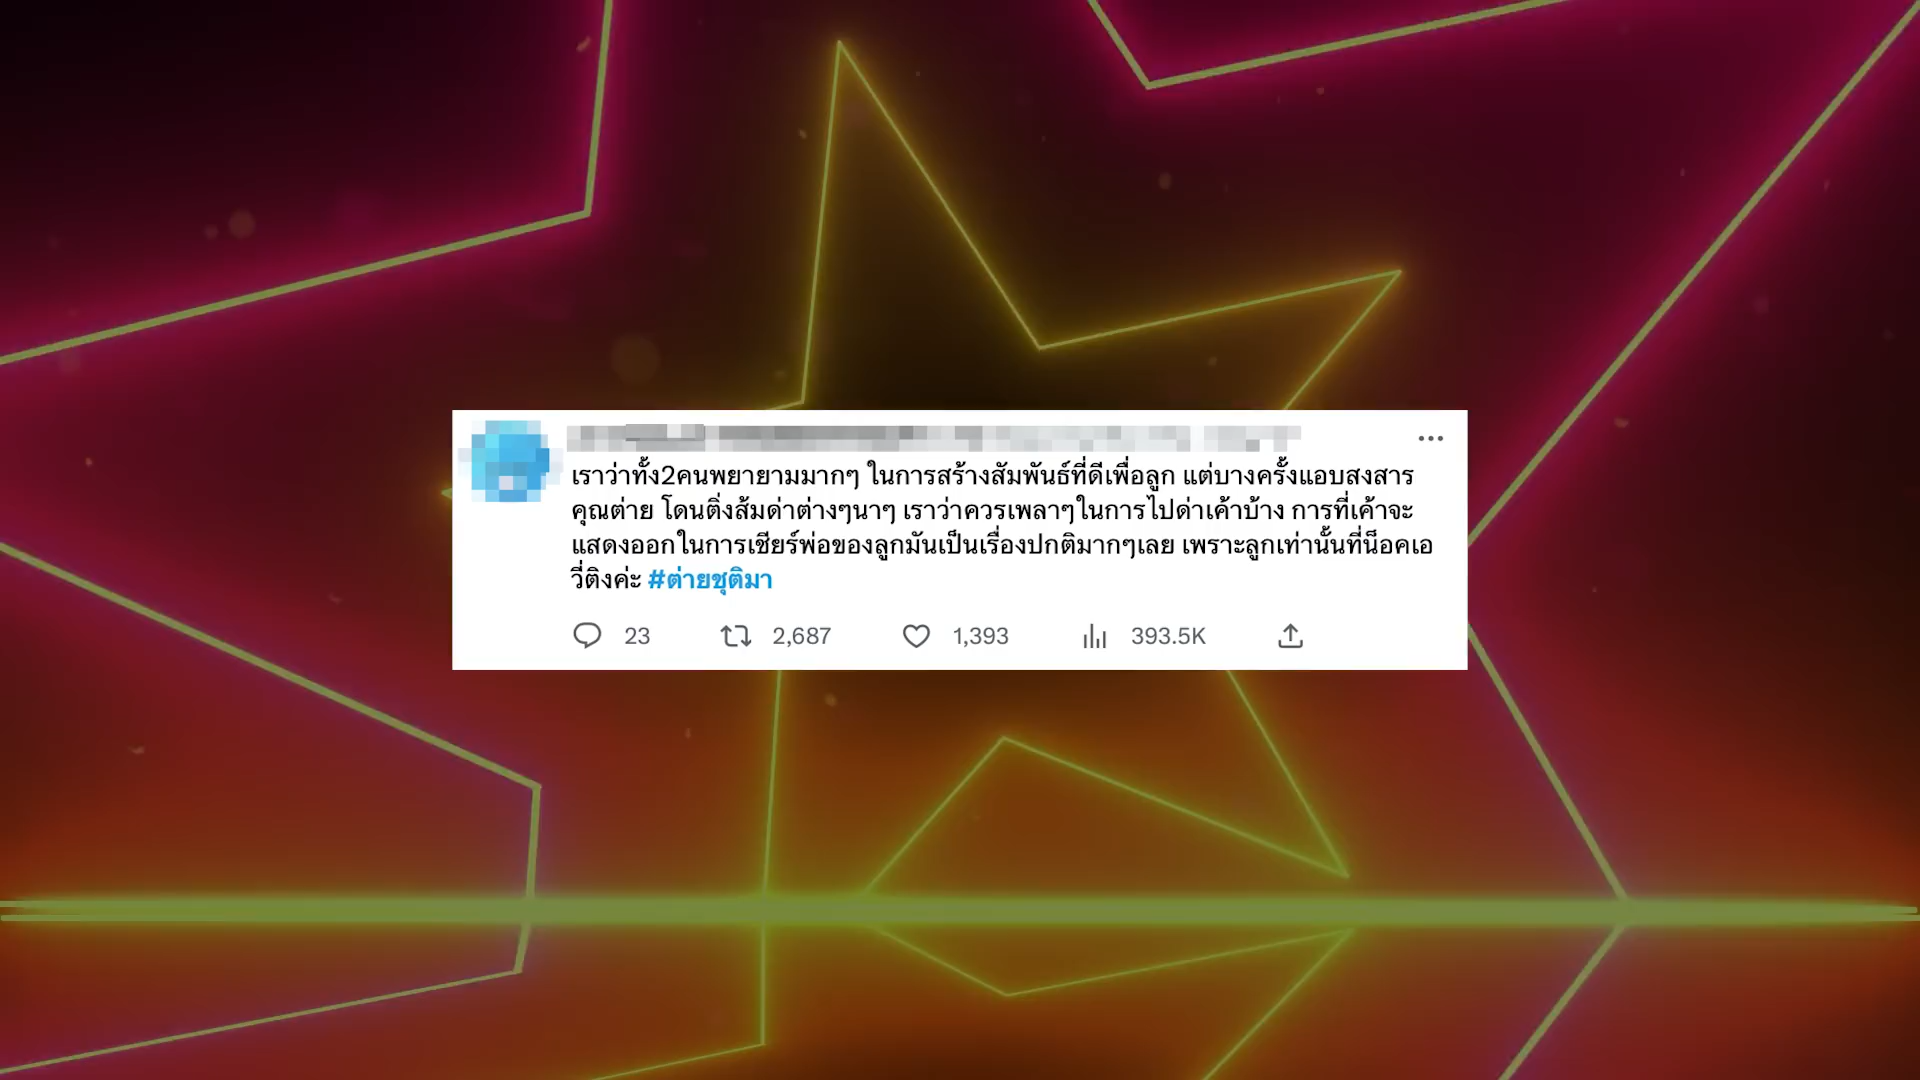 เราว่าทั้ง2คนพยายามมากๆ ในการสร้างสัมพันธ์ที่ดีเพื่อลูก แต่บางครั้งแอบสงสาร
คุณต่าย โดนติ่งส้มด่าต่างๆนาๆ เราว่าควรเพลาๆในการไปด่าเค้าบ้าง การที่เค้าจะ
แสดงออกในการเชียร์พ่อของลูกมันเป็นเรื่องปกติมากๆเลย เพราะลูกเท่านั้นที่น็อคเอ
วี่ติงค่ะ #ต่ายชุติมา
23 2,687 1,393 393.5K